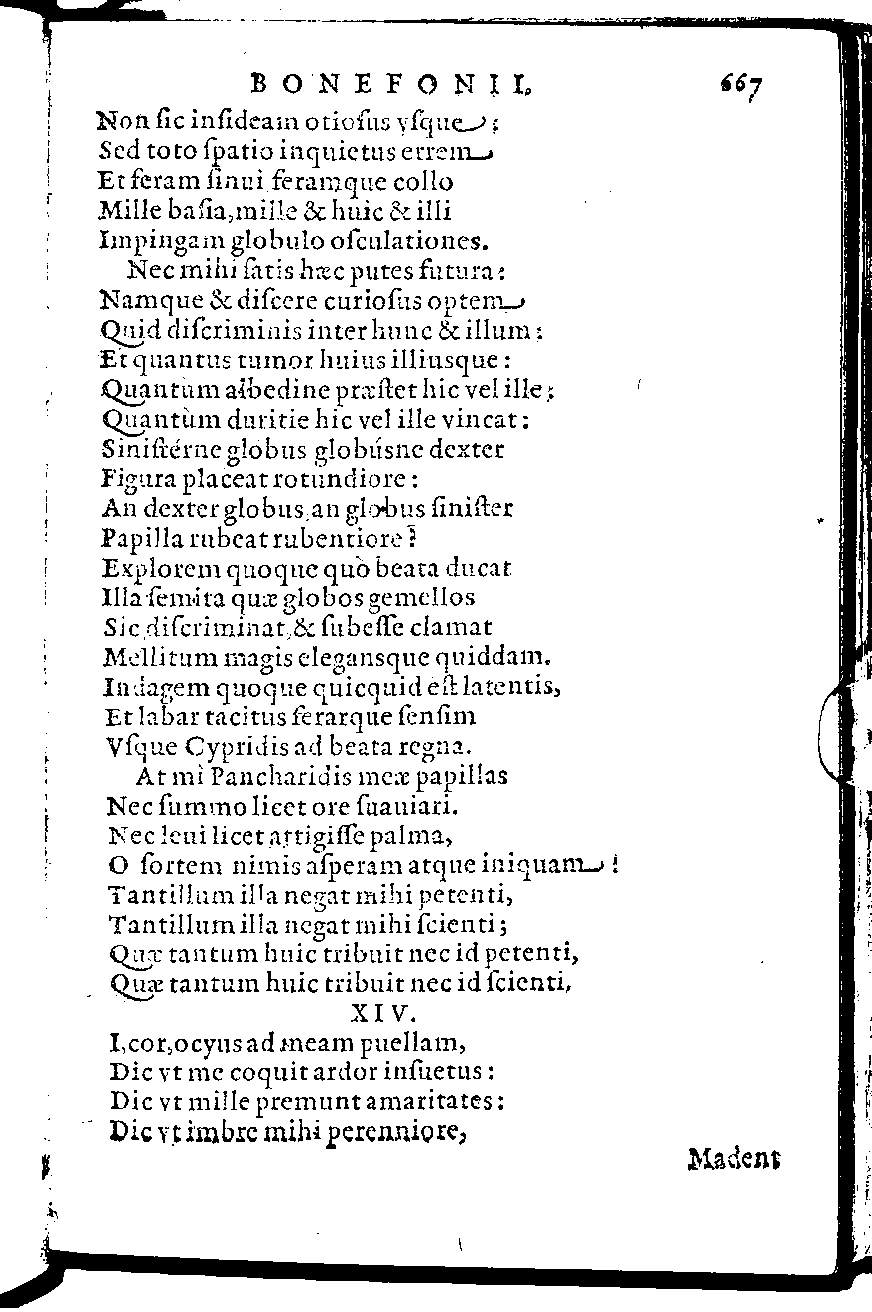 BONEFONII. 667
Non ſic inſideam otioſus vſque;
Sed toto ſpatio inquietus errem
Et feram ſinui feramque collo
Mille baſia, mille & huic & illi
Impingam globulo oſculationes.
Nec mihi ſatis hæc putes futura:
Namque & diſcere curioſus optem
Quid diſcriminis inter hunc & illum:
Et quantus tumor huius illiusque:
Quantùm albedine præſtet hic vel ille;
Quantùm duritie hic vel ille vincat:
Siniſtérne globus globúsne dexter
Figura placeat rotundiore:
An dexter globus, an globus ſiniſter
Papilla rubeat rubentiore?
Explorem quoque quò beata ducat
Illa ſemita quæ globos gemellos
Sic diſcriminat, & ſubeſſe clamat
Mellitum magis elegansque quiddam.
Indagem quoque quicquid eſt latentis,
Et labar tacitus ferarque ſenſim
Vſque Cypridis ad beata regna.
At mî Pancharidis meæ papillas
Nec ſummo licet ore ſuauiari.
Nec leui licet attigiſſe palma,
O ſortem nimis aſperam atque iniquam!
Tantillum illa negat mihi petenti,
Tantillum illa negat mihi ſcienti;
Quæ tantum huic tribuit nec id petenti,
Quæ tantum huic tribuit nec id ſcienti,
XIV.
I, cor, ocyus ad meam puellam,
Dic vt me coquit ardor inſuetus:
Dic vt mille premunt amaritates:
Dic vt imbre mihi perenniore,
Madent